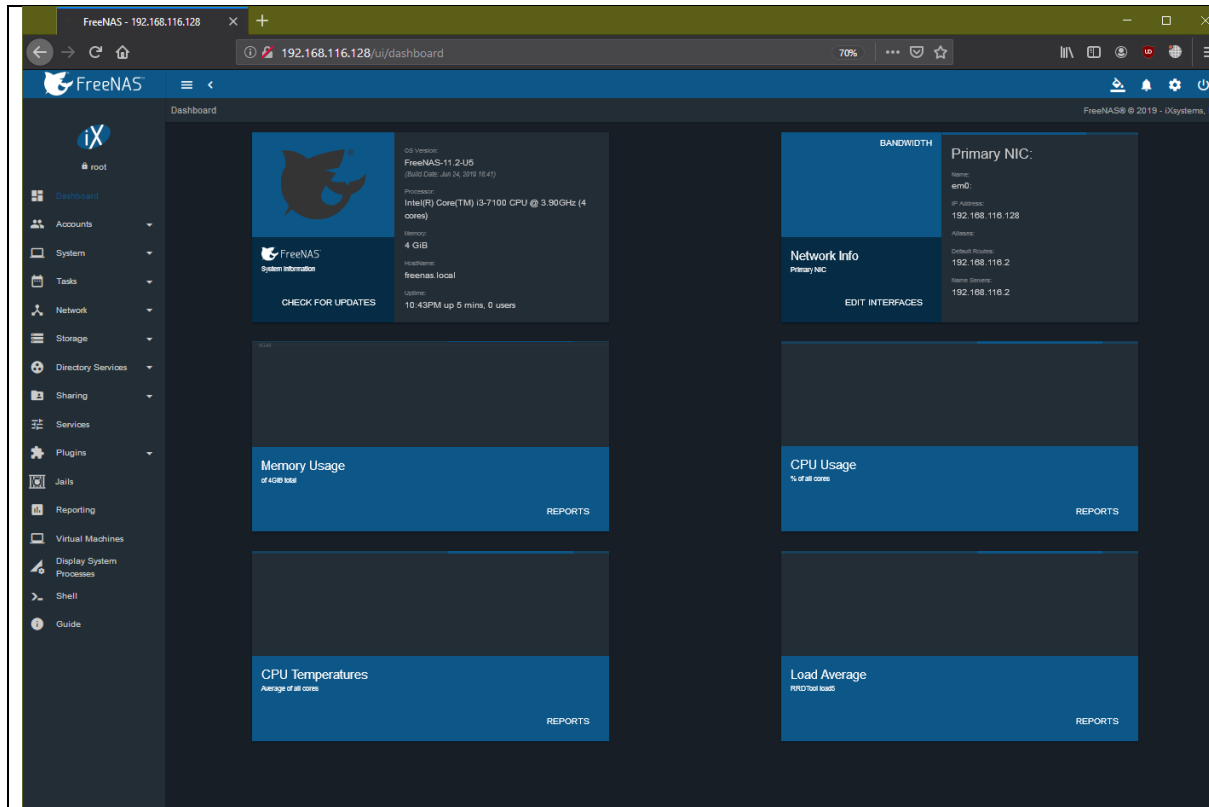 FreeNAS - 192.168.116.128
192.168.116.128/ui/dashboard
70%
FreeNAS
Dashboard
FreeNAS® © 2019 - iXsystems,
iX
root
Dashboard
Accounts
System
Tasks
Network
Storage
Directory Services
Sharing
Services
Plugins
Jails
Reporting
Virtual Machines
Display System
Processes
Shell
Guide
FreeNAS
System Information
CHECK FOR UPDATES
OS Version:
FreeNAS-11.2-U5
(Build Date: Jun 24, 2019 16:41)
Processor:
Intel(R) Core(TM) i3-7100 CPU @ 3.90GHz (4
cores)
Memory:
4 GiB
HostName:
freenas.local
Uptime:
10:43PM up 5 mins, 0 users
BANDWIDTH
Network Info
Primary NIC
EDIT INTERFACES
Primary NIC:
Name:
em0:
IP Address:
192.168.116.128
Aliases:
Default Routes:
192.168.116.2
Name Servers:
192.168.116.2
Memory Usage
of 4GiB total
REPORTS
CPU Usage
% of all cores
REPORTS
CPU Temperatures
Average of all cores
REPORTS
Load Average
RRDTool load5
REPORTS